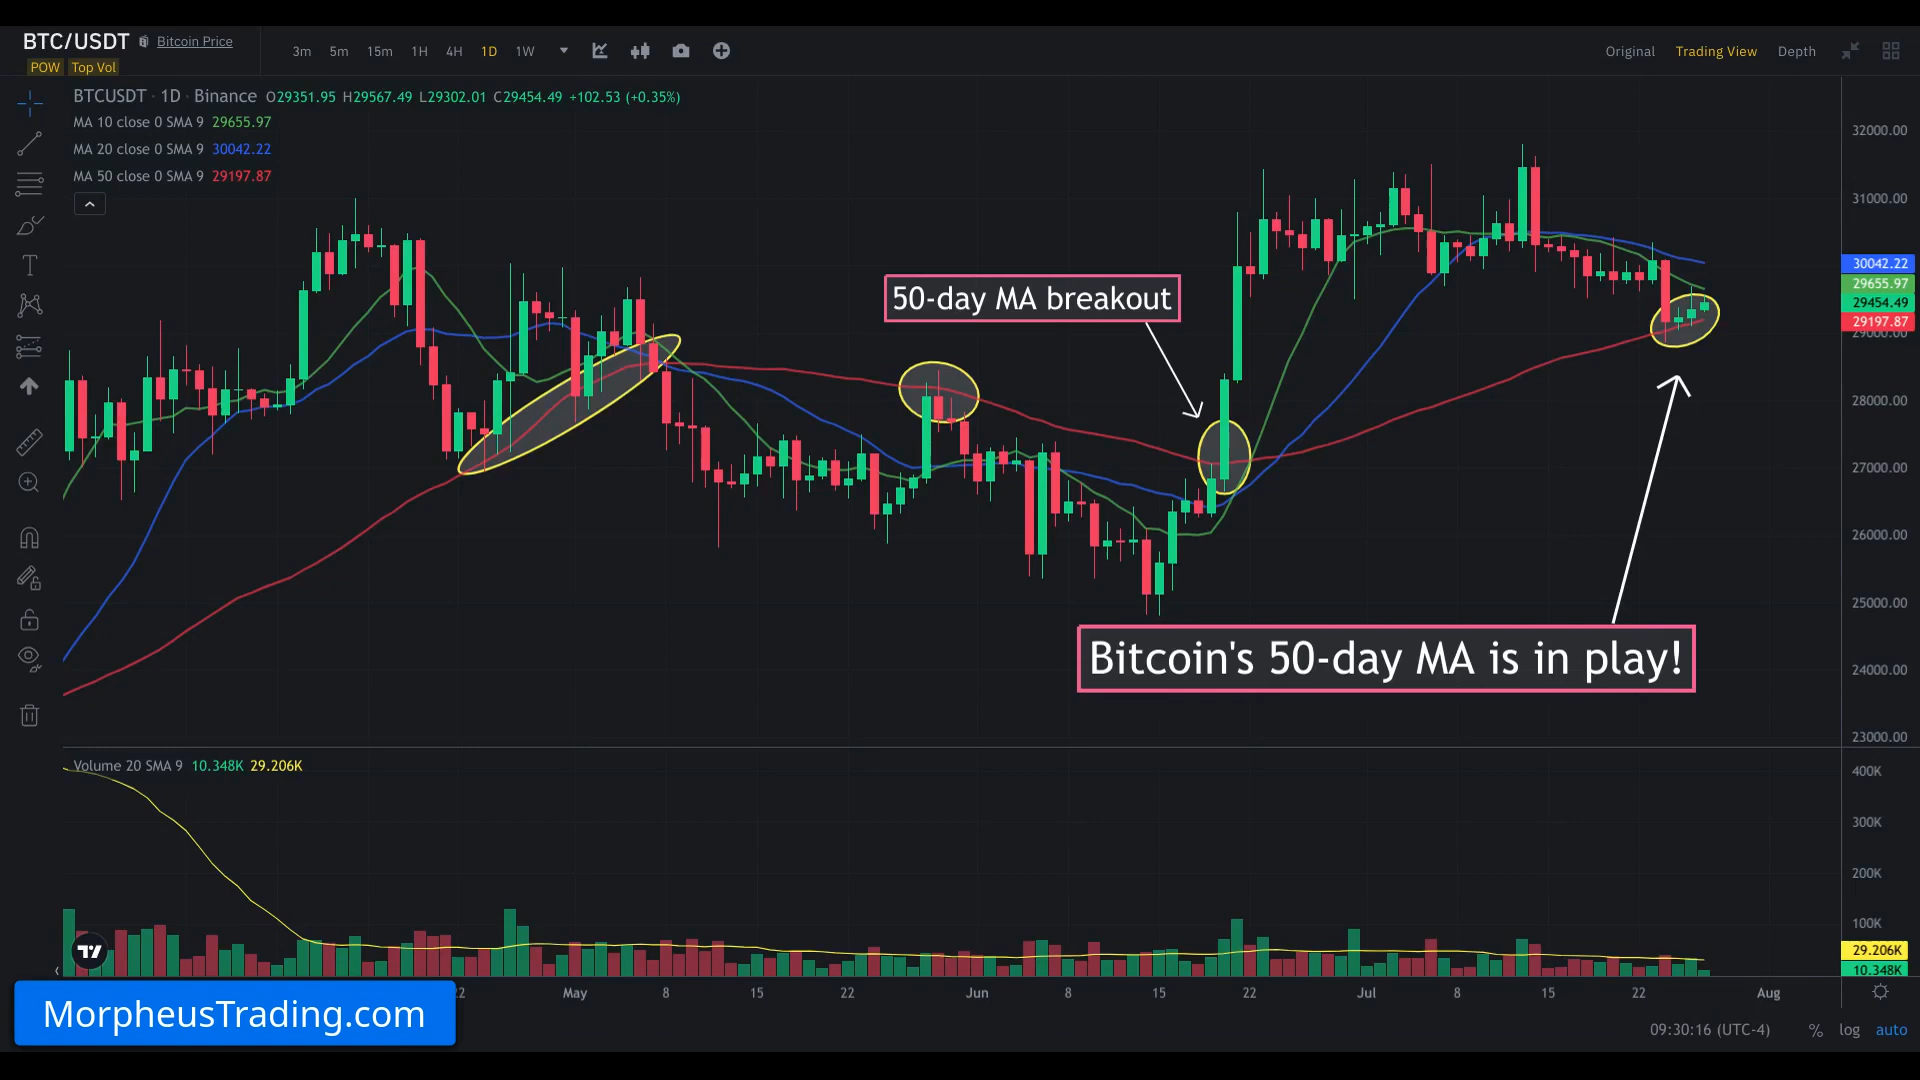 BTC/USDT Bitcoin Price
POW Top Vol
3m 5m 15m 1H 4H 1D 1W
Original Trading View Depth
BTCUSDT · 1D · Binance O29351.95 H29567.49 L29302.01 C29454.49 +102.53 (+0.35%)
MA 10 close 0 SMA 9 29655.97
MA 20 close 0 SMA 9 30042.22
MA 50 close 0 SMA 9 29197.87
32000.00
31000.00
30042.22
29655.97
29454.49
29197.87
29000.00
28000.00
27000.00
26000.00
25000.00
24000.00
23000.00
50-day MA breakout
Bitcoin's 50-day MA is in play!
Volume 20 SMA 9 10.348K 29.206K
400K
300K
200K
100K
29.206K
10.348K
22 May 8 15 22 Jun 8 15 22 Jul 8 15 22 Aug
MorpheusTrading.com
09:30:16 (UTC-4) % log auto